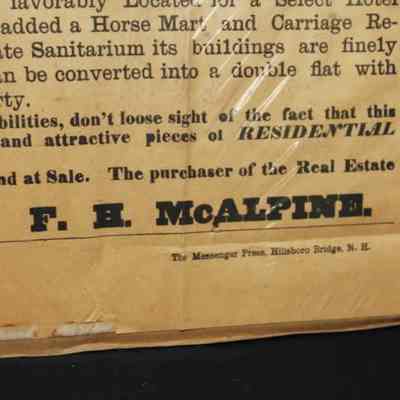 favorably Located for a Select Hotel
added a Horse Mart and Carriage Re-
ate Sanitarium its buildings are finely
an be converted into a double flat with
rty.
bilities, don't loose sight of the fact that this
and attractive pieces of RESIDENTIAL
nd at Sale. The purchaser of the Real Estate
F. H. McALPINE.
The Messenger Press, Hillsboro Bridge, N. H.